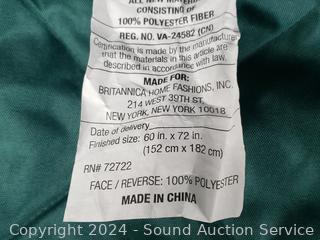 ALL NEW MATERIAL
CONSISTING OF
100% POLYESTER FIBER
REG. NO. VA-24582 (CN)
Certification is made by the manufacturer
that the materials in this article are
described in accordance with law.
MADE FOR:
BRITANNICA HOME FASHIONS, INC.
214 WEST 39TH ST.
NEW YORK, NEW YORK 10018
Date of delivery
Finished size: 60 in. x 72 in.
(152 cm x 182 cm)
RN# 72722
FACE / REVERSE: 100% POLYESTER
MADE IN CHINA
Copyright 2024 - Sound Auction Service